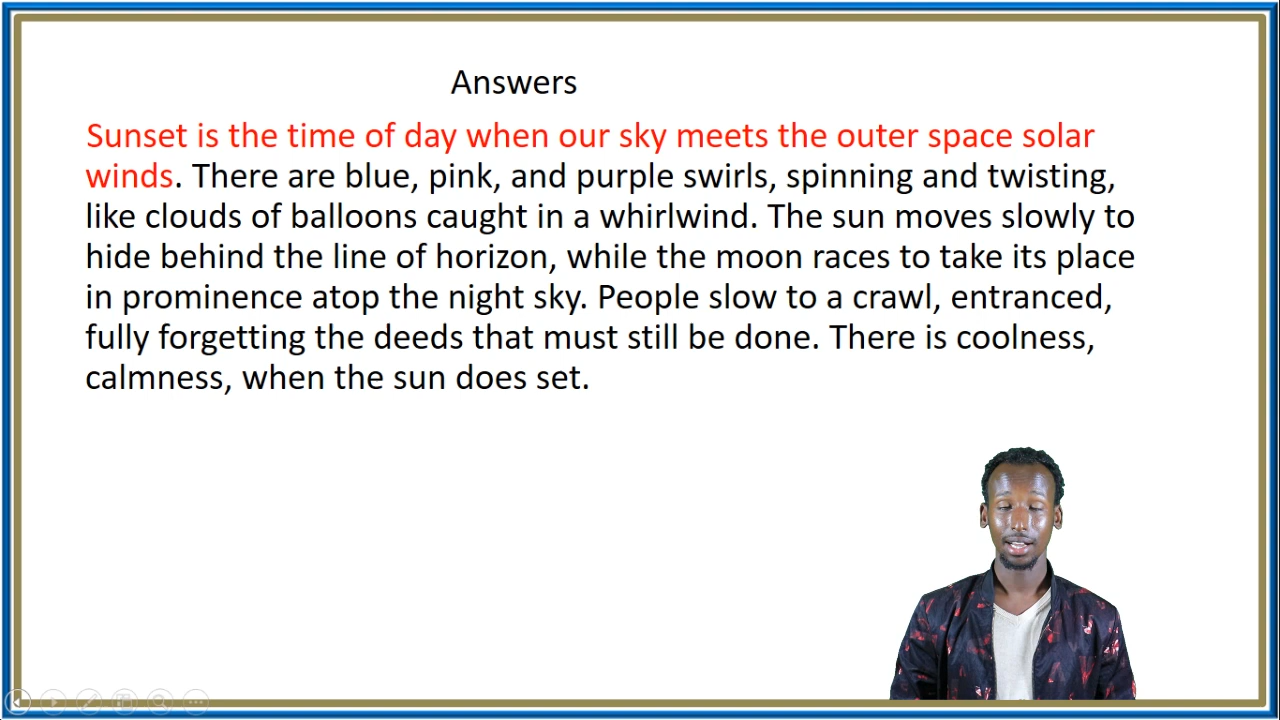 Answers
Sunset is the time of day when our sky meets the outer space solar
winds. There are blue, pink, and purple swirls, spinning and twisting,
like clouds of balloons caught in a whirlwind. The sun moves slowly to
hide behind the line of horizon, while the moon races to take its place
in prominence atop the night sky. People slow to a crawl, entranced,
fully forgetting the deeds that must still be done. There is coolness,
calmness, when the sun does set.